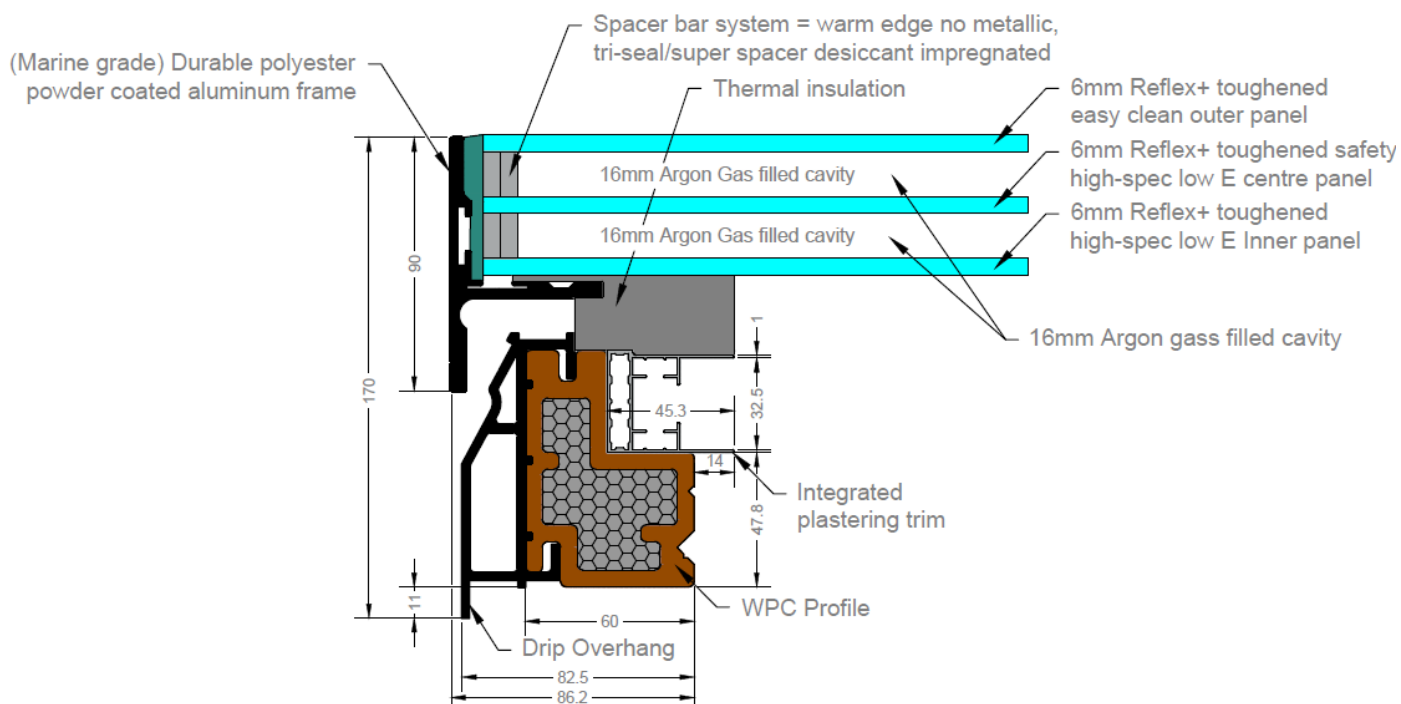 Spacer bar system = warm edge no metallic,
tri-seal/super spacer desiccant impregnated
(Marine grade) Durable polyester
powder coated aluminum frame
Thermal insulation
6mm Reflex+ toughened
easy clean outer panel
6mm Reflex+ toughened safety
high-spec low E centre panel
6mm Reflex+ toughened
high-spec low E Inner panel
16mm Argon Gas filled cavity
16mm Argon Gas filled cavity
16mm Argon gass filled cavity
90
170
1
32.5
45.3
14
47.8
Integrated
plastering trim
WPC Profile
11
60
Drip Overhang
82.5
86.2